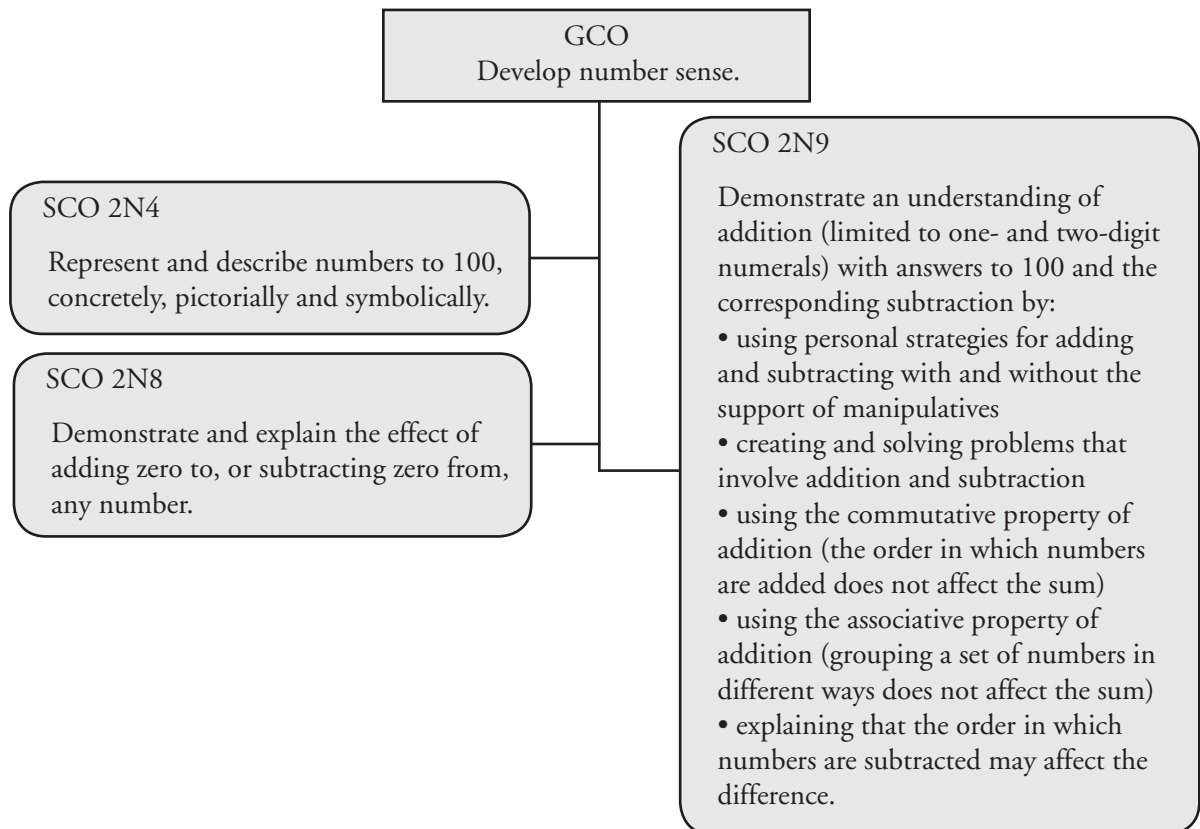 GCO
Develop number sense.
SCO 2N4
Represent and describe numbers to 100,
concretely, pictorially and symbolically.
SCO 2N8
Demonstrate and explain the effect of
adding zero to, or subtracting zero from,
any number.
SCO 2N9
Demonstrate an understanding of
addition (limited to one- and two-digit
numerals) with answers to 100 and the
corresponding subtraction by:
• using personal strategies for adding
and subtracting with and without the
support of manipulatives
• creating and solving problems that
involve addition and subtraction
• using the commutative property of
addition (the order in which numbers
are added does not affect the sum)
• using the associative property of
addition (grouping a set of numbers in
different ways does not affect the sum)
• explaining that the order in which
numbers are subtracted may affect the
difference.